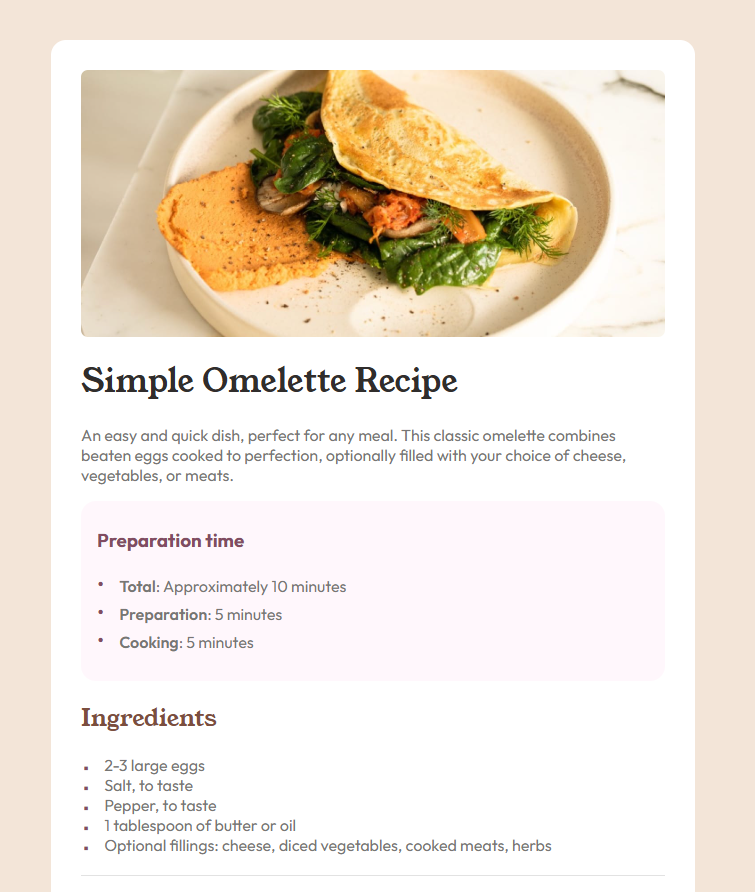 Simple Omelette Recipe
An easy and quick dish, perfect for any meal. This classic omelette combines
beaten eggs cooked to perfection, optionally filled with your choice of cheese,
vegetables, or meats.
Preparation time
• Total: Approximately 10 minutes
• Preparation: 5 minutes
• Cooking: 5 minutes
Ingredients
▪ 2-3 large eggs
▪ Salt, to taste
▪ Pepper, to taste
▪ 1 tablespoon of butter or oil
▪ Optional fillings: cheese, diced vegetables, cooked meats, herbs